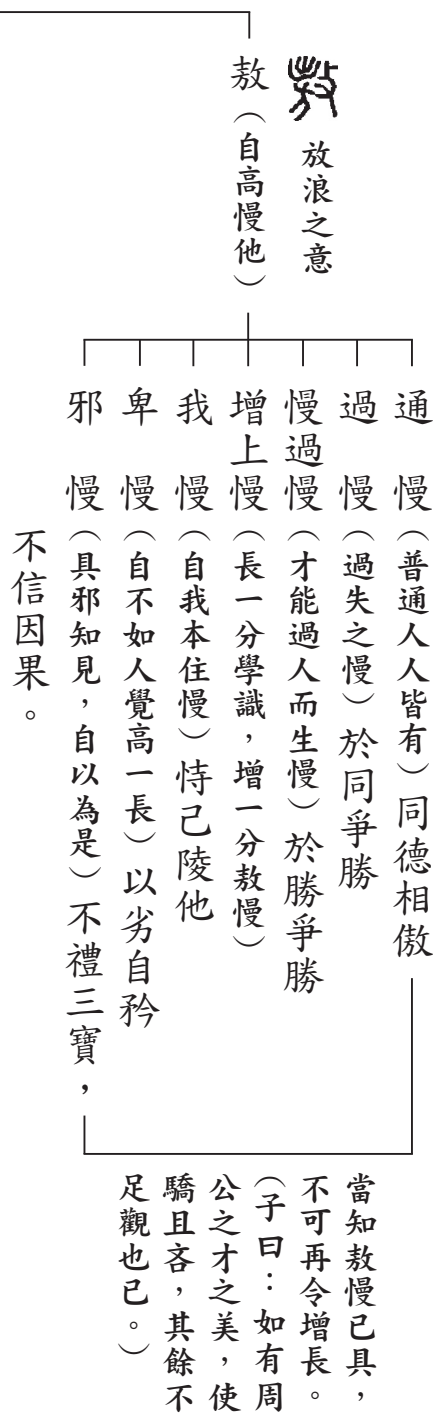 放浪之意
敖（自高慢他）
通慢（普通人人皆有）同德相傲
過慢（過失之慢）於同爭勝
慢過慢（才能過人而生慢）於勝爭勝
增上慢（長一分學識，增一分敖慢）
我慢（自我本住慢）恃己陵他
卑慢（自不如人覺高一長）以劣自矜
邪慢（具邪知見，自以為是）不禮三寶，
不信因果。
當知敖慢已具，
不可再令增長。
（子曰：如有周
公之才之美，使
驕且吝，其餘不
足觀也已。）